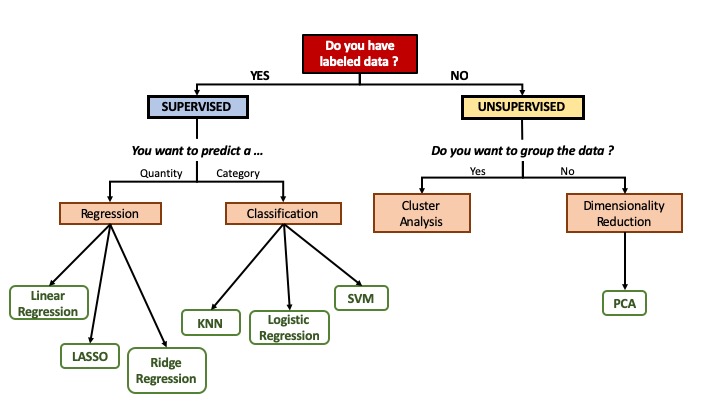 Do you have
labeled data ?
YES
NO
SUPERVISED
UNSUPERVISED
You want to predict a ...
Do you want to group the data ?
Quantity
Category
Yes
No
Regression
Classification
Cluster
Analysis
Dimensionality
Reduction
Linear
Regression
LASSO
Ridge
Regression
KNN
Logistic
Regression
SVM
PCA